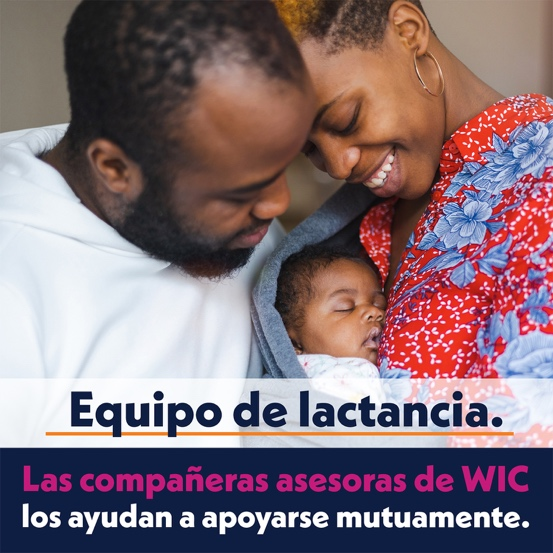 Equipo de lactancia.
Las compañeras asesoras de WIC
los ayudan a apoyarse mutuamente.